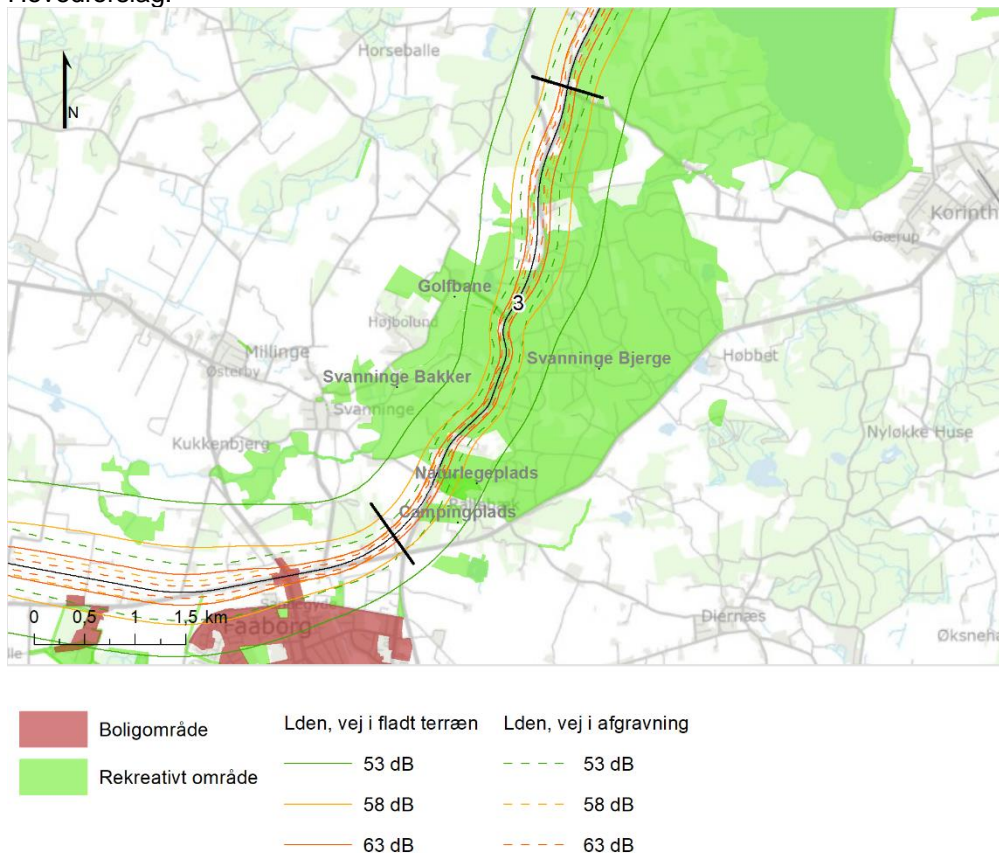 Hovedforslag:
Horseballe
N
Korinth
Gærup
Golfbane
3
Højbolund
Millinge
Østerby
Svanninge Bjerge
Høbbet
Svanninge Bakker
Svanninge
Kukkenbjerg
Nyløkke Huse
Naturlegeplads
Campingplads
Diernæs
0 0,5 1 1,5 km
Faaborg
Øksneha
lle
Boligområde
Rekreativt område
Lden, vej i fladt terræn
53 dB
58 dB
63 dB
Lden, vej i afgravning
53 dB
58 dB
63 dB